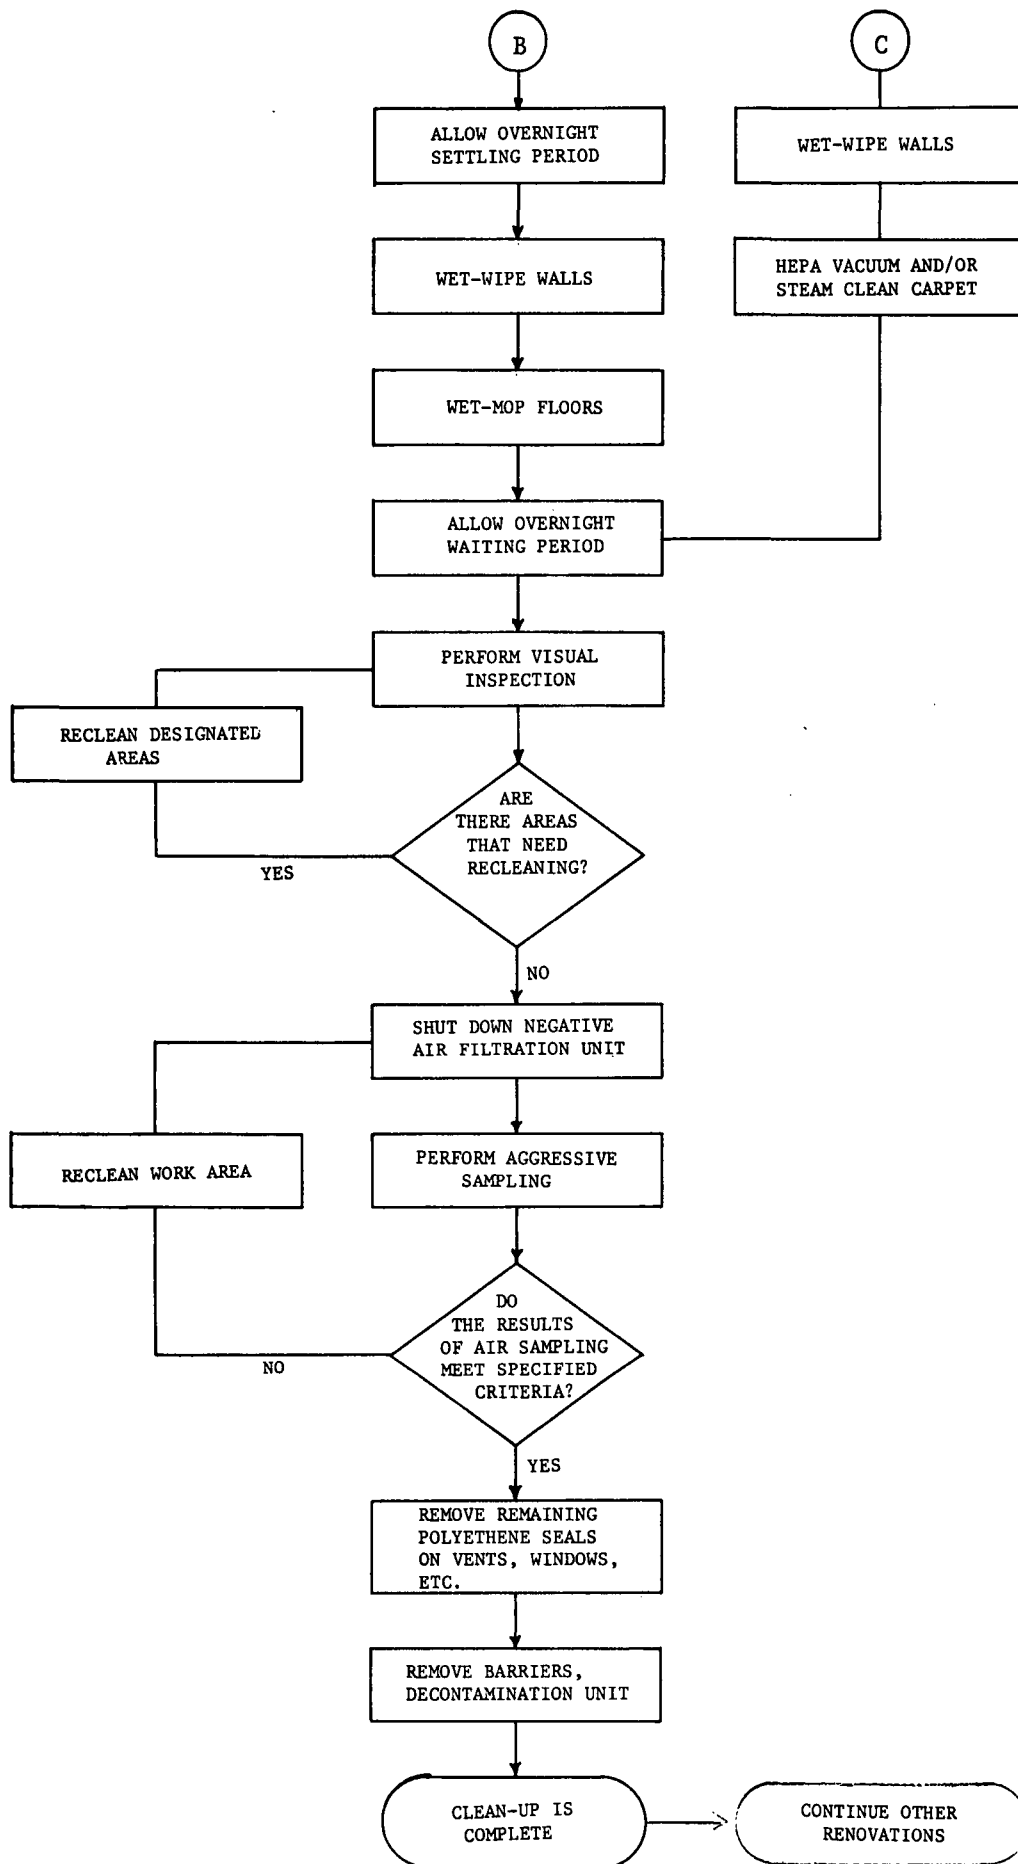 B
C
ALLOW OVERNIGHT
SETTLING PERIOD
WET-WIPE WALLS
WET-WIPE WALLS
HEPA VACUUM AND/OR
STEAM CLEAN CARPET
WET-MOP FLOORS
ALLOW OVERNIGHT
WAITING PERIOD
PERFORM VISUAL
INSPECTION
RECLEAN DESIGNATED
AREAS
ARE
THERE AREAS
THAT NEED
RECLEANING?
YES
NO
SHUT DOWN NEGATIVE
AIR FILTRATION UNIT
RECLEAN WORK AREA
PERFORM AGGRESSIVE
SAMPLING
DO
THE RESULTS
OF AIR SAMPLING
MEET SPECIFIED
CRITERIA?
NO
YES
REMOVE REMAINING
POLYETHENE SEALS
ON VENTS, WINDOWS,
ETC.
REMOVE BARRIERS,
DECONTAMINATION UNIT
CLEAN-UP IS
COMPLETE
CONTINUE OTHER
RENOVATIONS